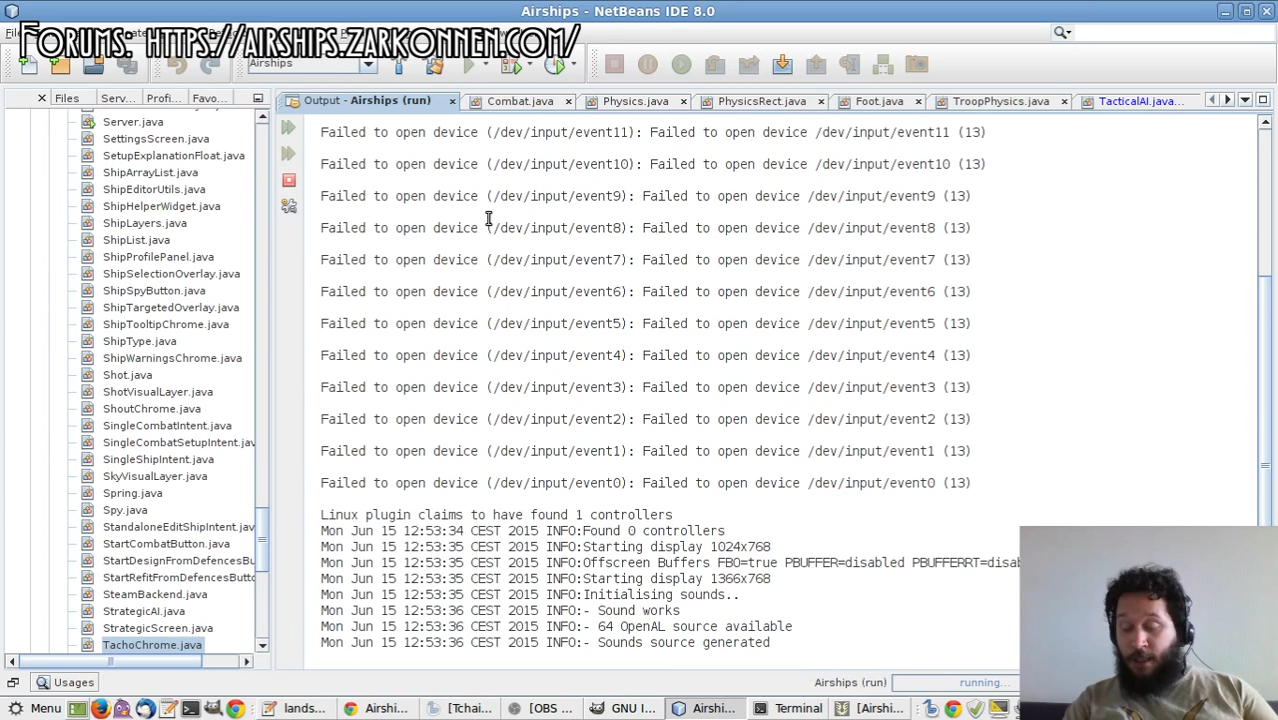 Airships - NetBeans IDE 8.0
Forums: https://airships.zarkonnen.com/
Airships
Files
Serv...
Profi...
Favo...
Output - Airships (run)
Combat.java
Physics.java
PhysicsRect.java
Foot.java
TroopPhysics.java
TacticalAI.java...
Server.java
SettingsScreen.java
SetupExplanationFloat.java
ShipArrayList.java
ShipEditorUtils.java
ShipHelperWidget.java
ShipLayers.java
ShipList.java
ShipProfilePanel.java
ShipSelectionOverlay.java
ShipSpyButton.java
ShipTargetedOverlay.java
ShipTooltipChrome.java
ShipType.java
ShipWarningsChrome.java
Shot.java
ShotVisualLayer.java
ShoutChrome.java
SingleCombatIntent.java
SingleCombatSetupIntent.jav
SingleShipIntent.java
SkyVisualLayer.java
Spring.java
Spy.java
StandaloneEditShipIntent.jav
StartCombatButton.java
StartDesignFromDefencesBu
StartRefitFromDefencesButto
SteamBackend.java
StrategicAI.java
StrategicScreen.java
TachoChrome.java
Failed to open device (/dev/input/event11): Failed to open device /dev/input/event11 (13)
Failed to open device (/dev/input/event10): Failed to open device /dev/input/event10 (13)
Failed to open device (/dev/input/event9): Failed to open device /dev/input/event9 (13)
Failed to open device (/dev/input/event8): Failed to open device /dev/input/event8 (13)
Failed to open device (/dev/input/event7): Failed to open device /dev/input/event7 (13)
Failed to open device (/dev/input/event6): Failed to open device /dev/input/event6 (13)
Failed to open device (/dev/input/event5): Failed to open device /dev/input/event5 (13)
Failed to open device (/dev/input/event4): Failed to open device /dev/input/event4 (13)
Failed to open device (/dev/input/event3): Failed to open device /dev/input/event3 (13)
Failed to open device (/dev/input/event2): Failed to open device /dev/input/event2 (13)
Failed to open device (/dev/input/event1): Failed to open device /dev/input/event1 (13)
Failed to open device (/dev/input/event0): Failed to open device /dev/input/event0 (13)
Linux plugin claims to have found 1 controllers
Mon Jun 15 12:53:34 CEST 2015 INFO:Found 0 controllers
Mon Jun 15 12:53:35 CEST 2015 INFO:Starting display 1024x768
Mon Jun 15 12:53:35 CEST 2015 INFO:Offscreen Buffers FBO=true PBUFFER=disabled PBUFFERRT=disab
Mon Jun 15 12:53:35 CEST 2015 INFO:Starting display 1366x768
Mon Jun 15 12:53:35 CEST 2015 INFO:Initialising sounds..
Mon Jun 15 12:53:36 CEST 2015 INFO:- Sound works
Mon Jun 15 12:53:36 CEST 2015 INFO:- 64 OpenAL source available
Mon Jun 15 12:53:36 CEST 2015 INFO:- Sounds source generated
Usages
Airships (run)
running...
Menu
lands...
Airshi...
[Tchai...
[OBS ...
GNU I...
Airshi...
Terminal
[Airshi...